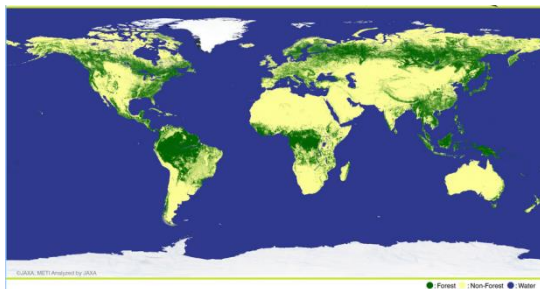 ©JAXA, METI Analyzed by JAXA
: Forest : Non-Forest : Water